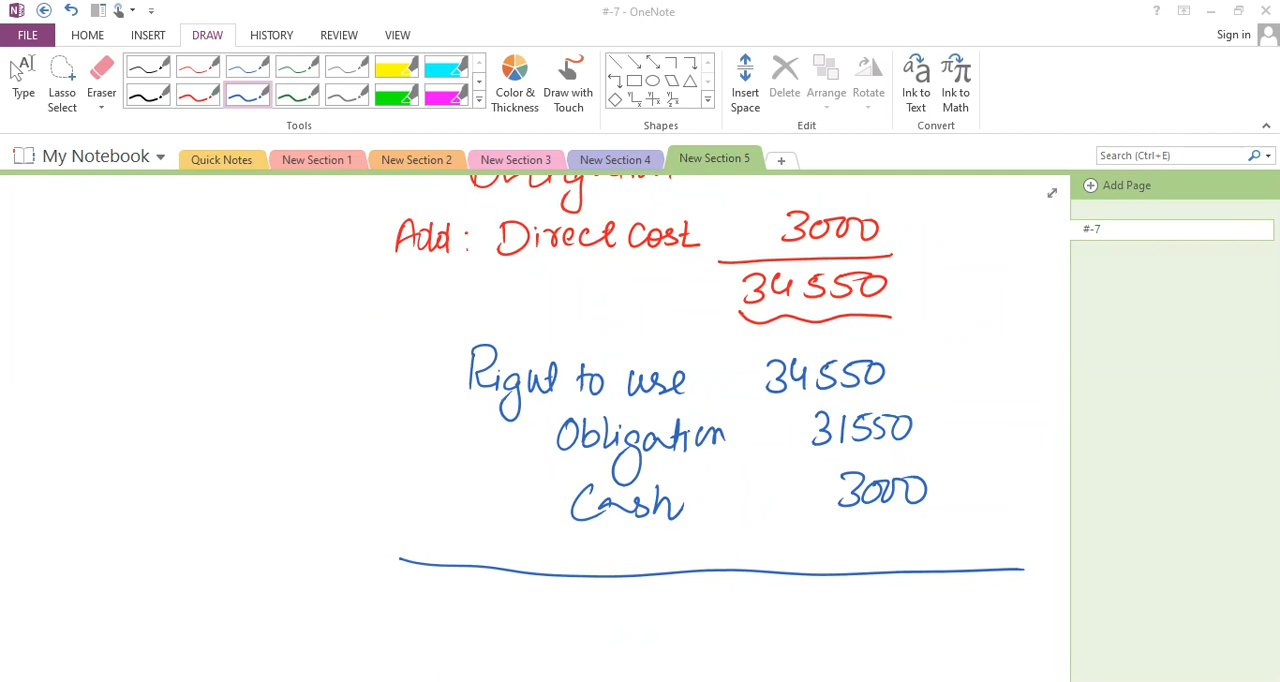 #-7 - OneNote
?
FILE HOME INSERT DRAW HISTORY REVIEW VIEW
Sign in
Type
Lasso Select
Eraser
Color & Thickness
Draw with Touch
Insert Space
Delete
Arrange
Rotate
Ink to Text
Ink to Math
Tools
Shapes
Edit
Convert
My Notebook
Quick Notes
New Section 1
New Section 2
New Section 3
New Section 4
New Section 5
Search (Ctrl+E)
Add Page
#-7
Add: Direct Cost 3000
34550
Right to use 34550
Obligation 31550
Cash 3000